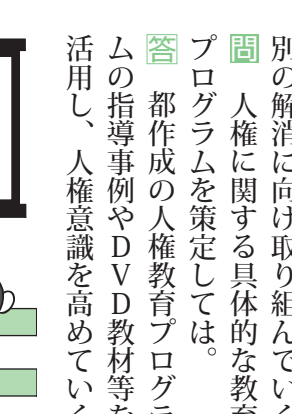 別の解消に向け取り組んでいく
問 人権に関する具体的な教育
プログラムを策定しては。
答 都作成の人権教育プログラ
ムの指導事例やDVD教材等を
活用し、人権意識を高めていく